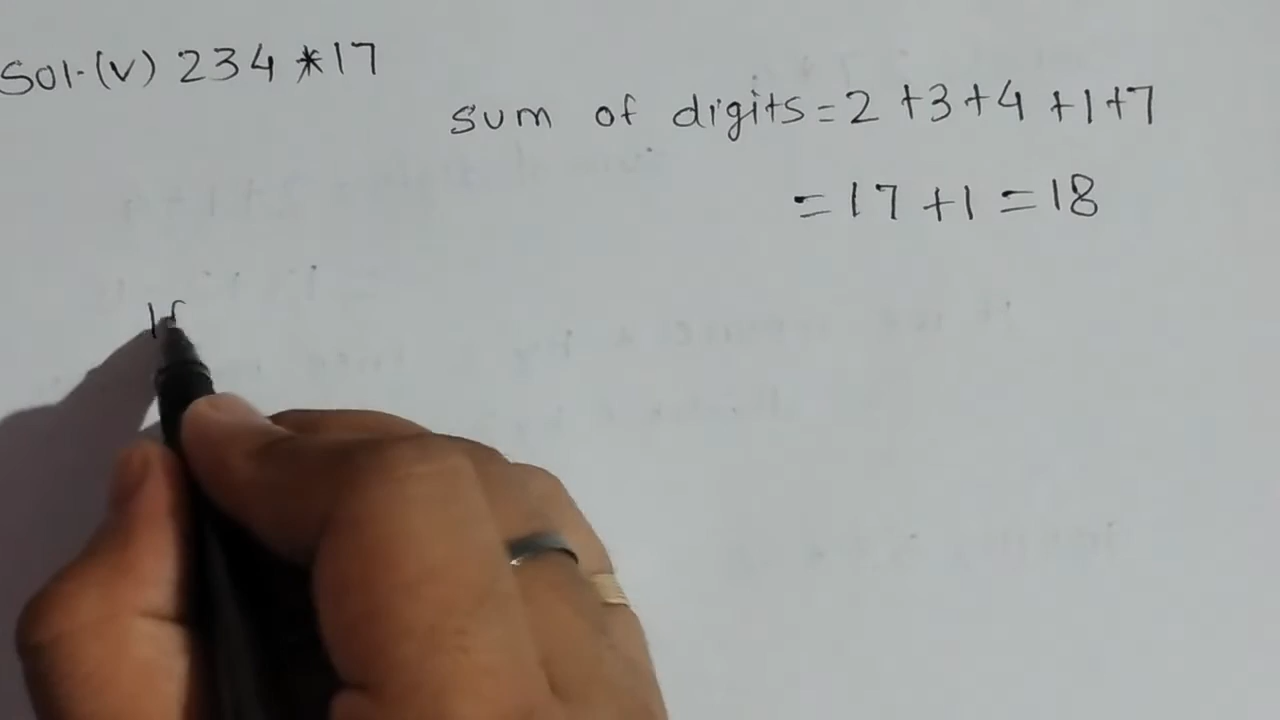 Sol.(V) 234 *17
sum of digits = 2 +3+4 +1+7
= 17 +1 = 18